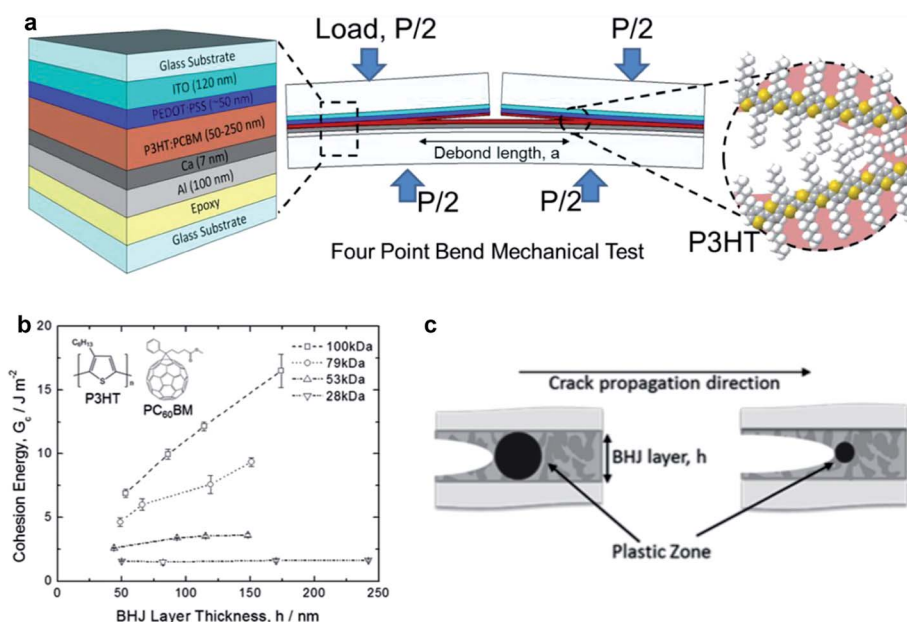 a
Glass Substrate
ITO (120 nm)
PEDOT:PSS (~50 nm)
P3HT:PCBM (50-250 nm)
Ca (7 nm)
Al (100 nm)
Epoxy
Glass Substrate
Load, P/2
P/2
Debond length, a
P/2
P/2
Four Point Bend Mechanical Test
P3HT
b
Cohesion Energy, Gc / J m-2
20
15
10
5
0
C6H13
S
n
P3HT
PC60BM
100kDa
79kDa
53kDa
28kDa
0
50
100
150
200
250
BHJ Layer Thickness, h / nm
c
Crack propagation direction
BHJ layer, h
Plastic Zone